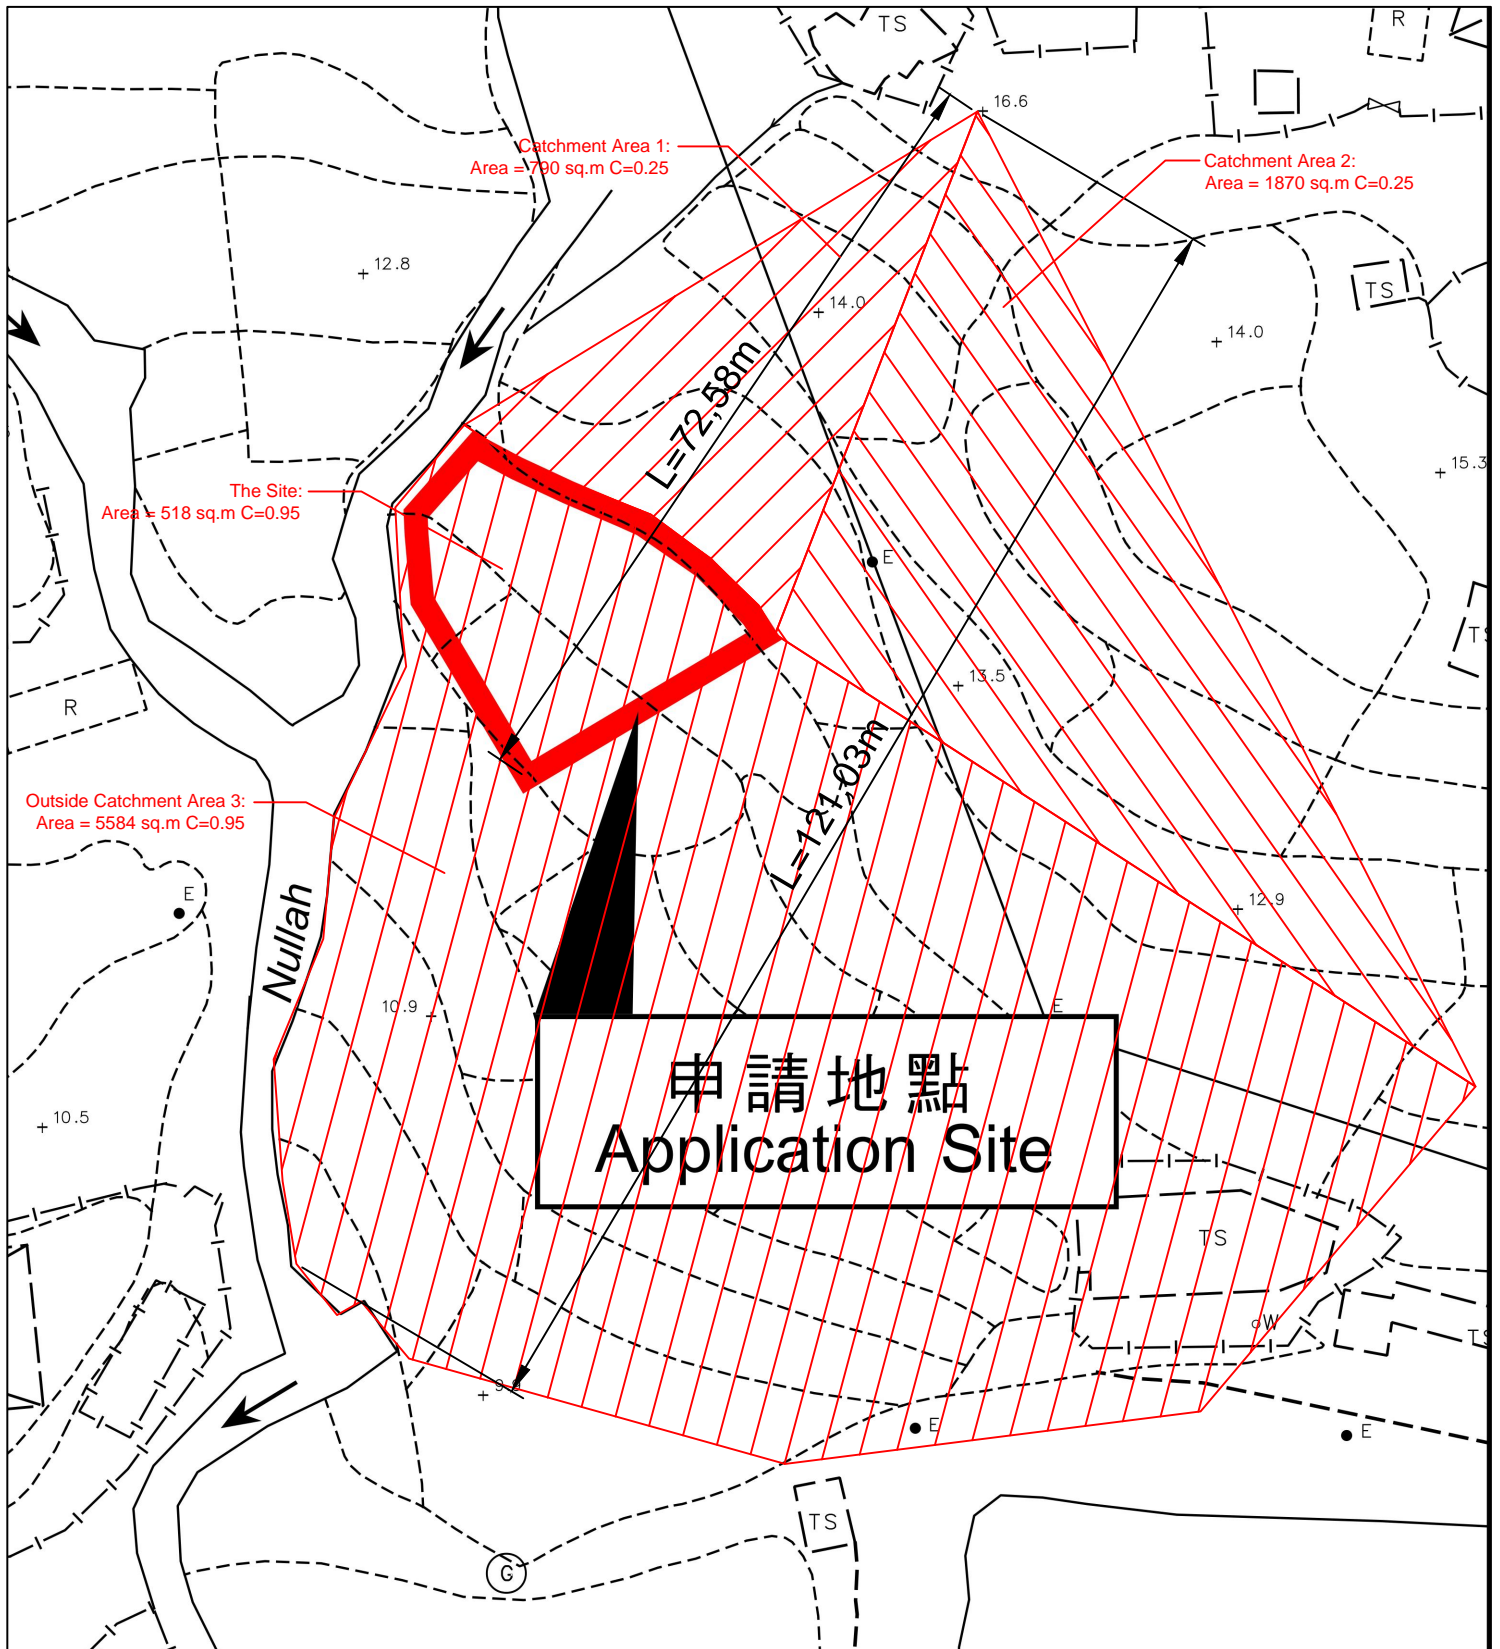 TS
R
16.6
Catchment Area 1:
Area = 790 sq.m C=0.25
Catchment Area 2:
Area = 1870 sq.m C=0.25
12.8
TS
14.0
14.0
L=72,58m
15.3
The Site:
Area = 518 sq.m C=0.95
E
TS
13.5
R
L=121,03m
Outside Catchment Area 3:
Area = 5584 sq.m C=0.95
E
12.9
Nullah
10.9
E
申請地點
Application Site
10.5
TS
W
TS
9.9
E
E
TS
G